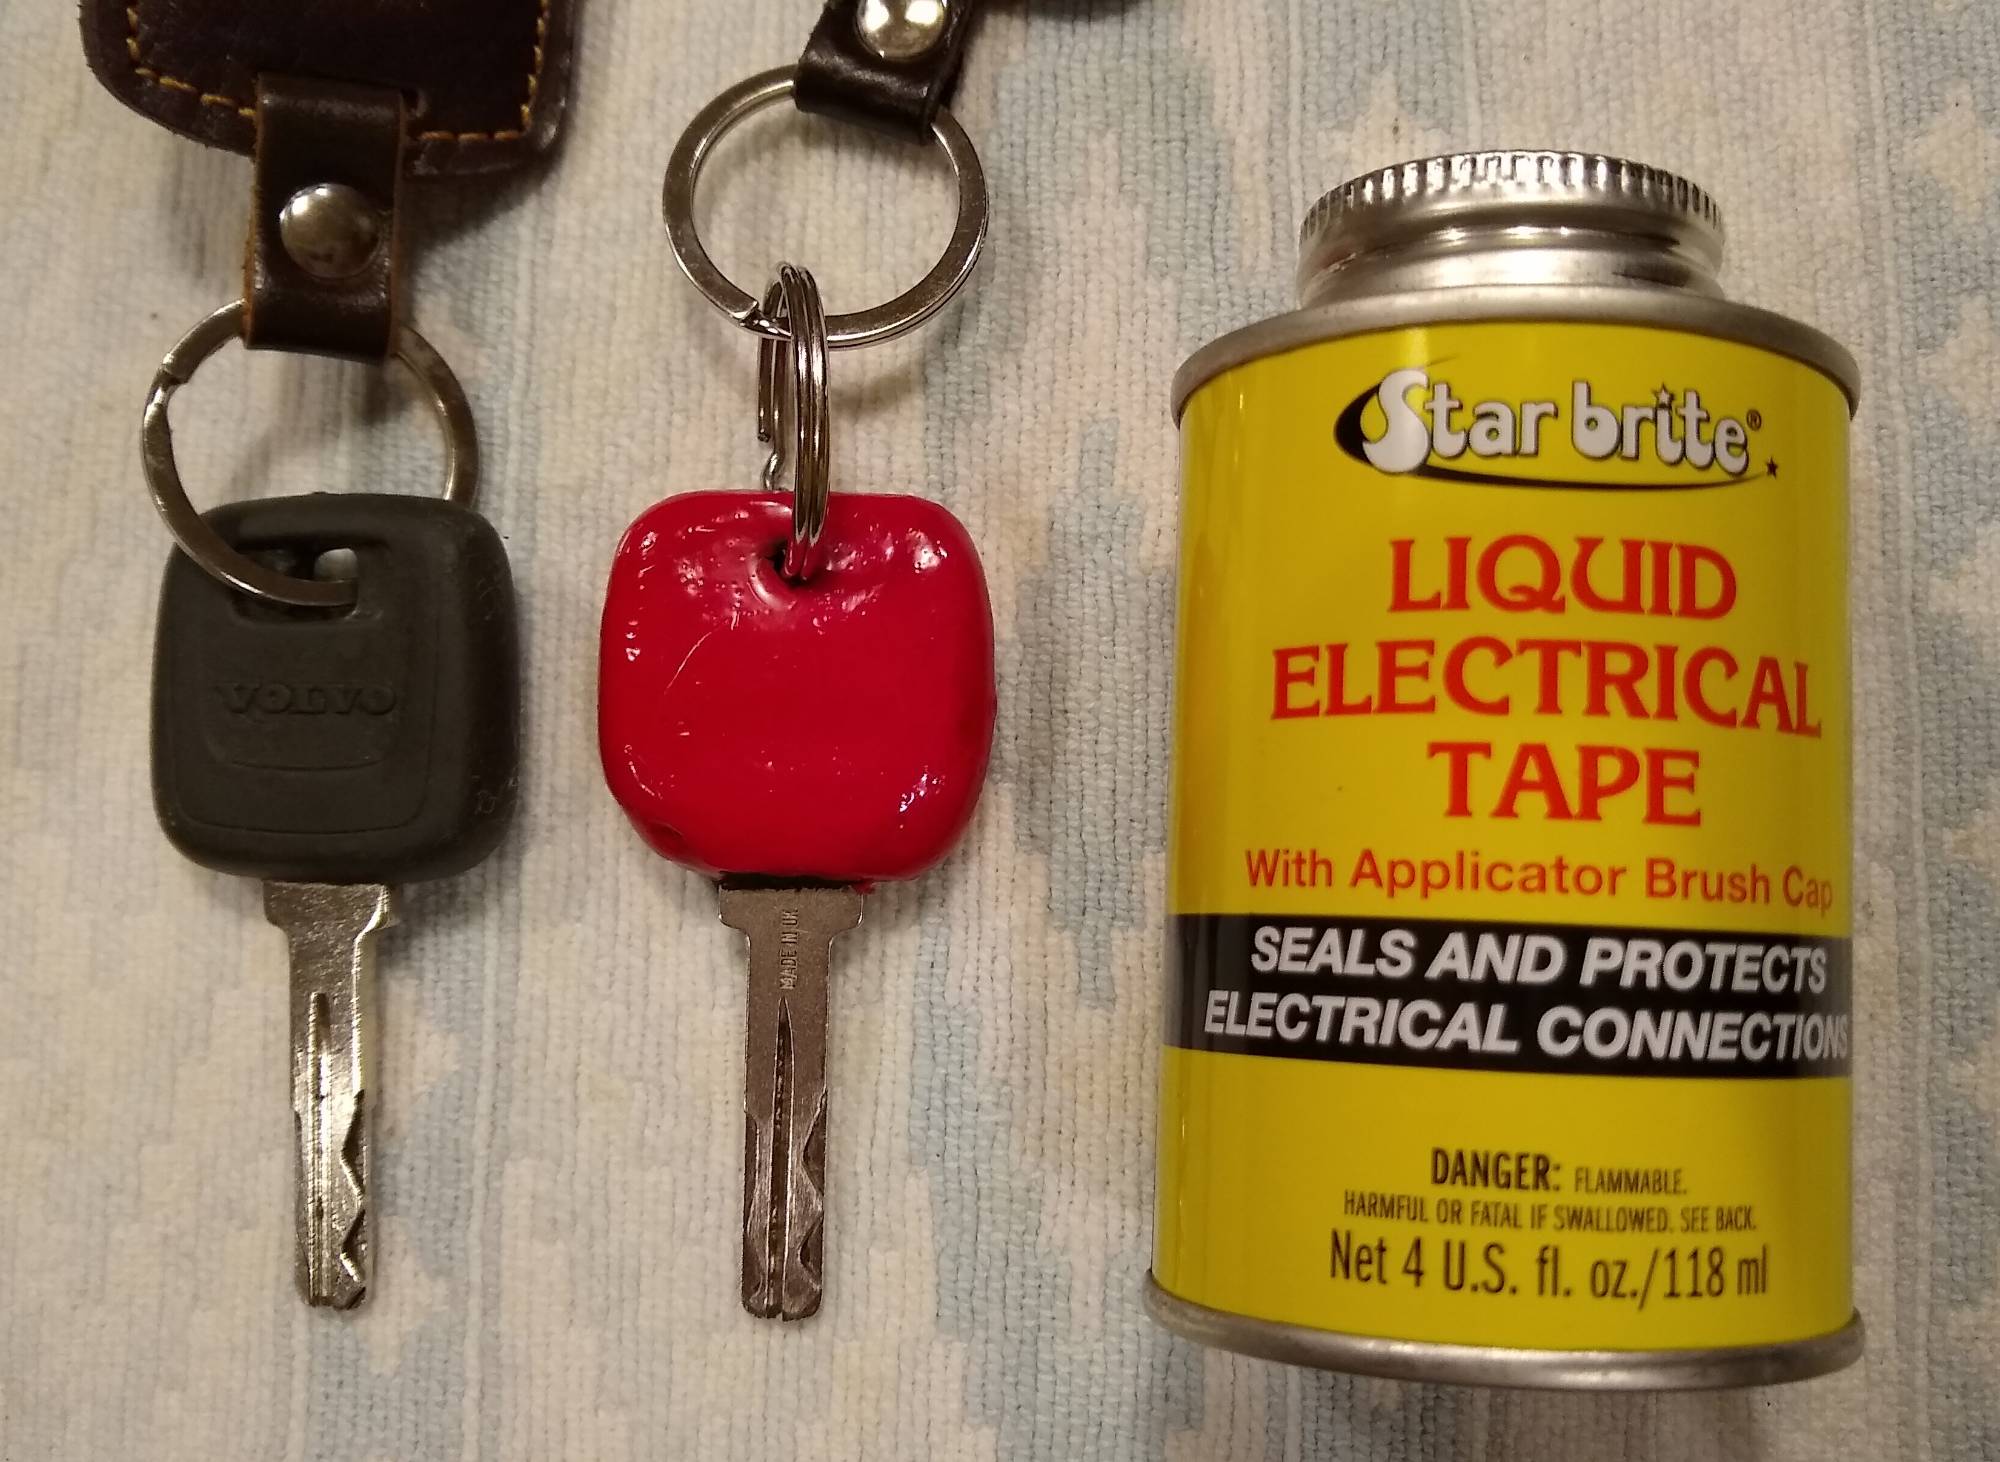 VOLVO
MADE IN UK
Star brite®
LIQUID
ELECTRICAL
TAPE
With Applicator Brush Cap
SEALS AND PROTECTS
ELECTRICAL CONNECTIONS
DANGER: FLAMMABLE.
HARMFUL OR FATAL IF SWALLOWED. SEE BACK.
Net 4 U.S. fl. oz./118 ml